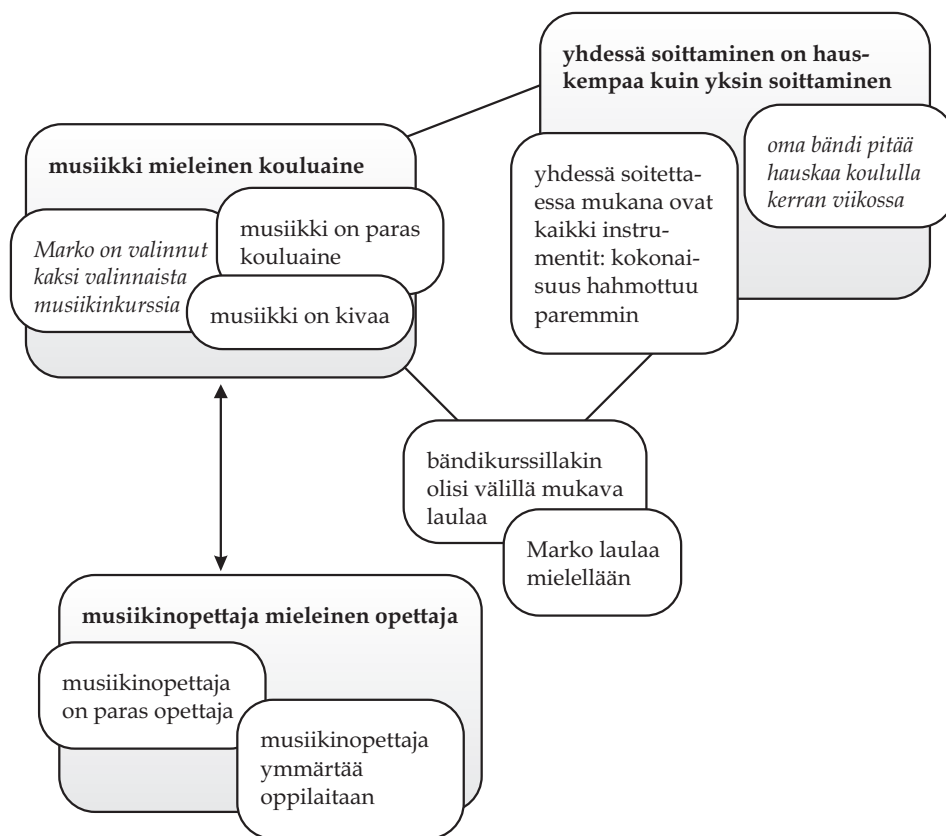 yhdessä soittaminen on haus-
kempaa kuin yksin soittaminen
oma bändi pitää
hauskaa koululla
kerran viikossa
yhdessä soitetta-
essa mukana ovat
kaikki instru-
mentit: kokonai-
suus hahmottuu
paremmin
musiikki mieleinen kouluaine
musiikki on paras
kouluaine
Marko on valinnut
kaksi valinnaista
musiikinkurssia
musiikki on kivaa
bändikurssillakin
olisi välillä mukava
laulaa
Marko laulaa
mielellään
musiikinopettaja mieleinen opettaja
musiikinopettaja
on paras opettaja
musiikinopettaja
ymmärtää
oppilaitaan